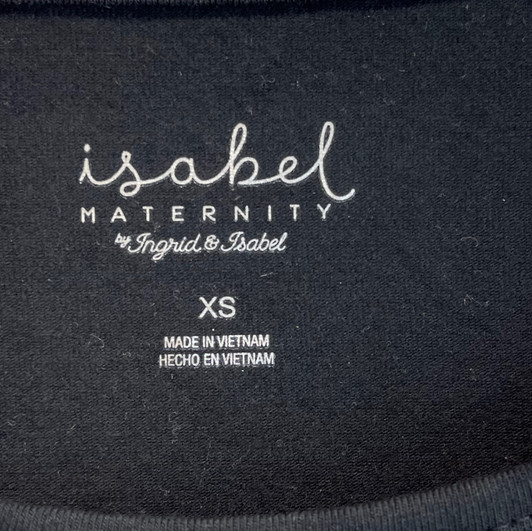 isabel
MATERNITY
by Ingrid & Isabel
XS
MADE IN VIETNAM
HECHO EN VIETNAM